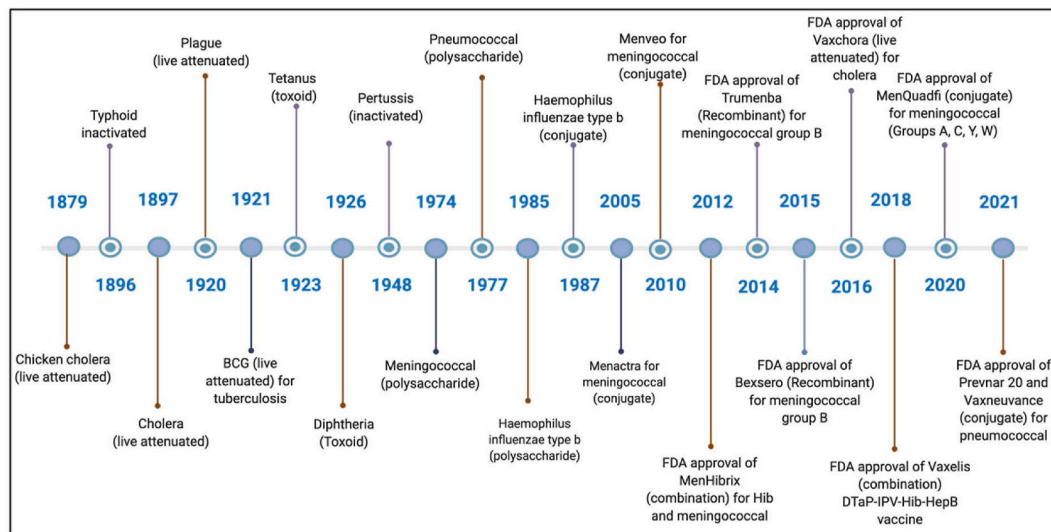 Plague
(live attenuated)
Pneumococcal
(polysaccharide)
Menveo for
meningococcal
(conjugate)
FDA approval of
Vaxchora (live
attenuated) for
cholera
Typhoid
inactivated
Tetanus
(toxoid)
Pertussis
(inactivated)
Haemophilus
influenzae type b
(conjugate)
FDA approval of
Trumenba
(Recombinant) for
meningococcal group B
FDA approval of
MenQuadfi (conjugate)
for meningococcal
(Groups A, C, Y, W)
1879
1897
1921
1926
1974
1985
2005
2012
2015
2018
2021
1896
1920
1923
1948
1977
1987
2010
2014
2016
2020
Chicken cholera
(live attenuated)
BCG (live
attenuated) for
tuberculosis
Meningococcal
(polysaccharide)
Menactra for
meningococcal
(conjugate)
FDA approval of
Bexsero (Recombinant)
for meningococcal
group B
FDA approval of
Prevnar 20 and
Vaxneuvance
(conjugate) for
pneumococcal
Cholera
(live attenuated)
Diphtheria
(Toxoid)
Haemophilus
influenzae type b
(polysaccharide)
FDA approval of
MenHibrix
(combination) for Hib
and meningococcal
FDA approval of Vaxelis
(combination)
DTaP-IPV-Hib-HepB
vaccine